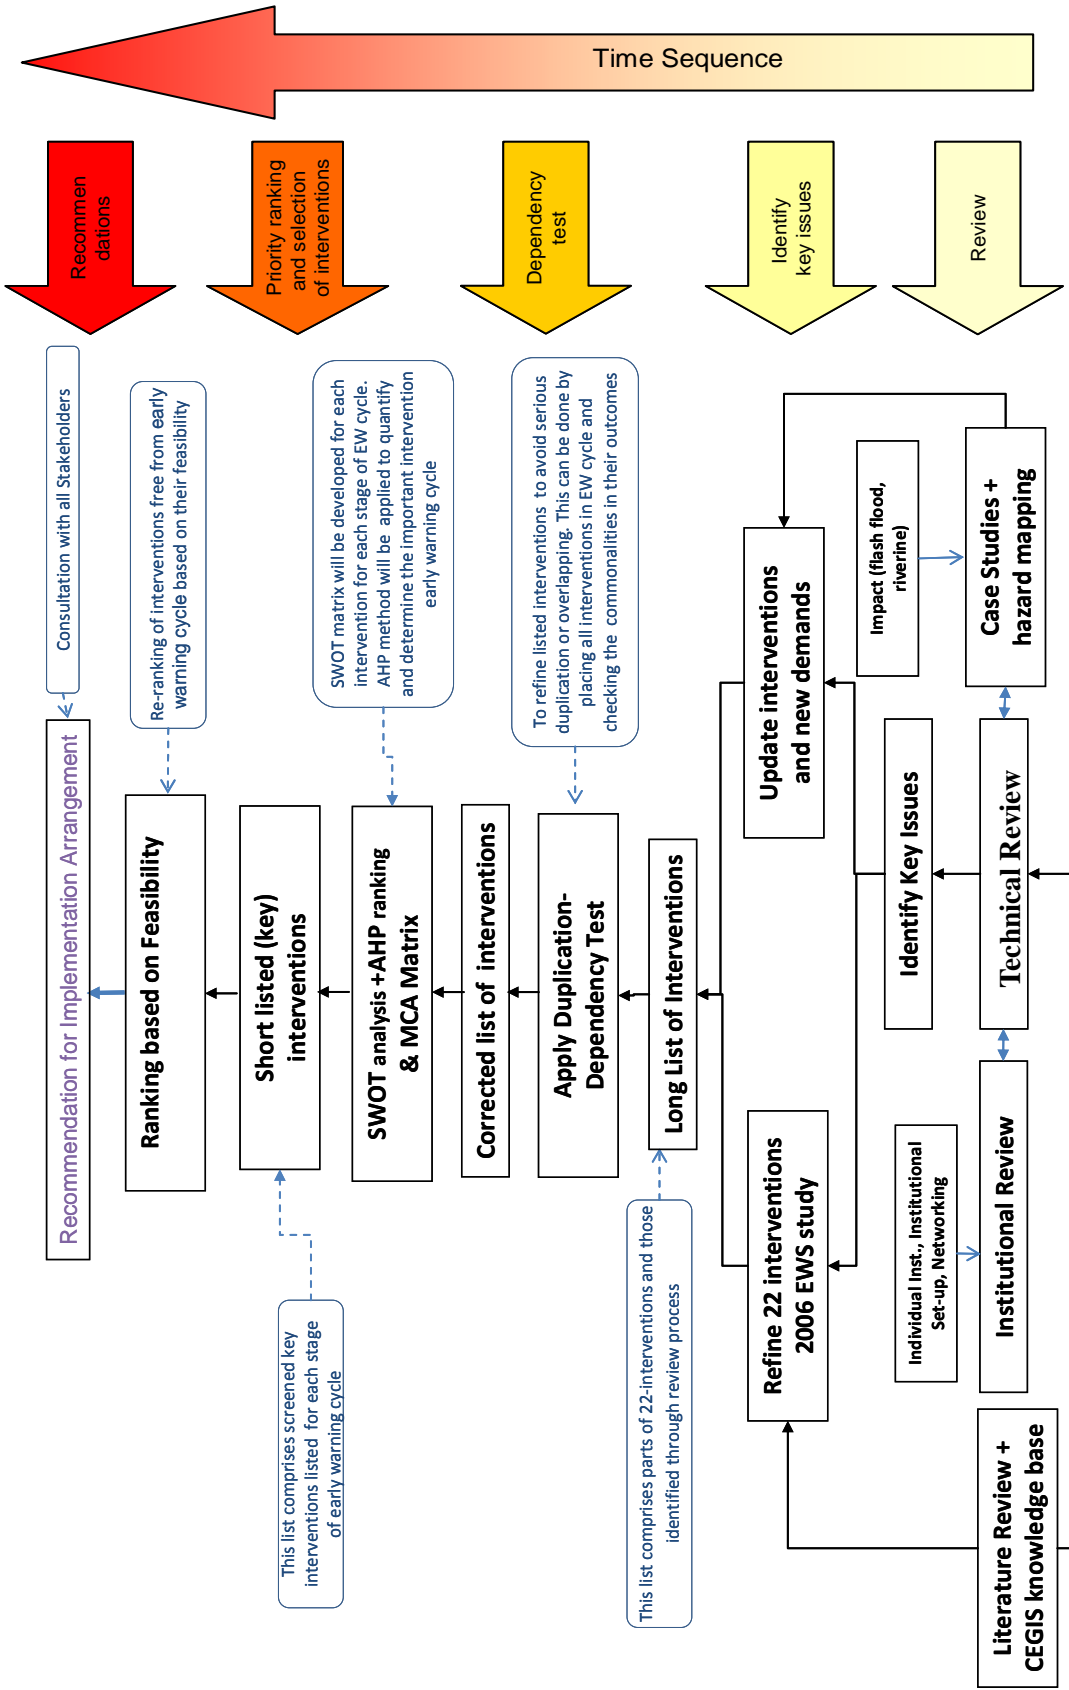 Time Sequence
Recommen
dations
Priority ranking
and selection
of interventions
Dependency
test
Identify
key issues
Review
Consultation with all Stakeholders
Re-ranking of interventions free from early
warning cycle based on their feasibility
SWOT matrix will be developed for each
intervention for each stage of EW cycle.
AHP method will be applied to quantify
and determine the important intervention
early warning cycle
To refine listed interventions to avoid serious
duplication or overlapping. This can be done by
placing all interventions in EW cycle and
checking the commonalities in their outcomes
Recommendation for Implementation Arrangement
Ranking based on Feasibility
Short listed (key)
interventions
SWOT analysis +AHP ranking
& MCA Matrix
Corrected list of interventions
Apply Duplication-
Dependency Test
Long List of Interventions
This list comprises screened key
interventions listed for each stage
of early warning cycle
This list comprises parts of 22-interventions and those
identified through review process
Update interventions
and new demands
Refine 22 interventions
2006 EWS study
Impact (flash flood,
riverine)
Case Studies +
hazard mapping
Identify Key Issues
Technical Review
Individual Inst., Institutional
Set-up, Networking
Institutional Review
Literature Review +
CEGIS knowledge base